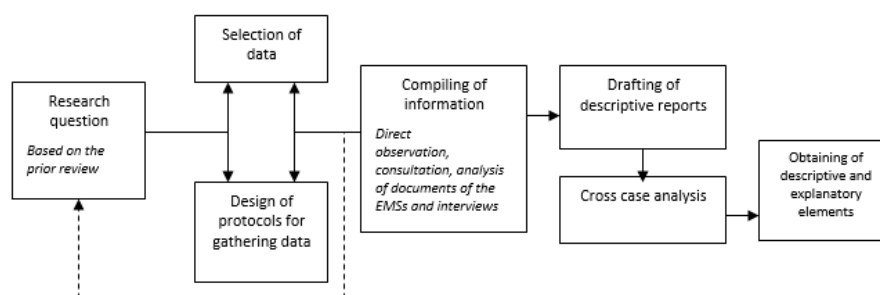 Selection of
data
Research
question
Based on the
prior review
Design of
protocols for
gathering data
Compiling of
information
Direct
observation,
consultation, analysis
of documents of the
EMSs and interviews
Drafting of
descriptive reports
Cross case analysis
Obtaining of
descriptive and
explanatory
elements